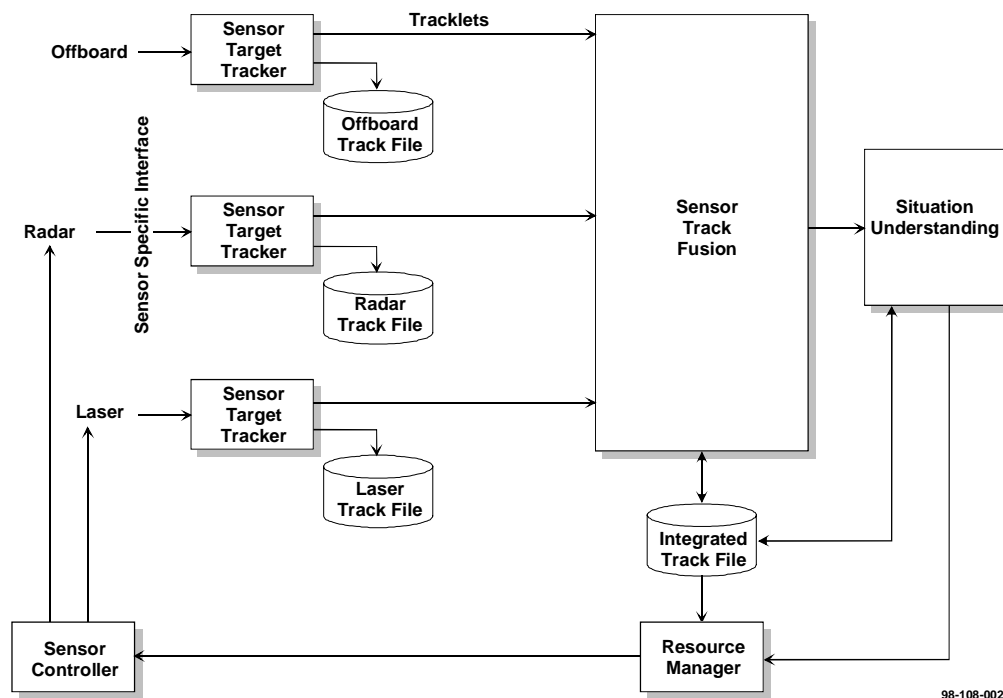 Tracklets
Offboard
Sensor
Target
Tracker
Offboard
Track File
Sensor Specific Interface
Radar
Sensor
Target
Tracker
Radar
Track File
Laser
Sensor
Target
Tracker
Laser
Track File
Sensor
Track
Fusion
Situation
Understanding
Integrated
Track File
Sensor
Controller
Resource
Manager
98-108-002